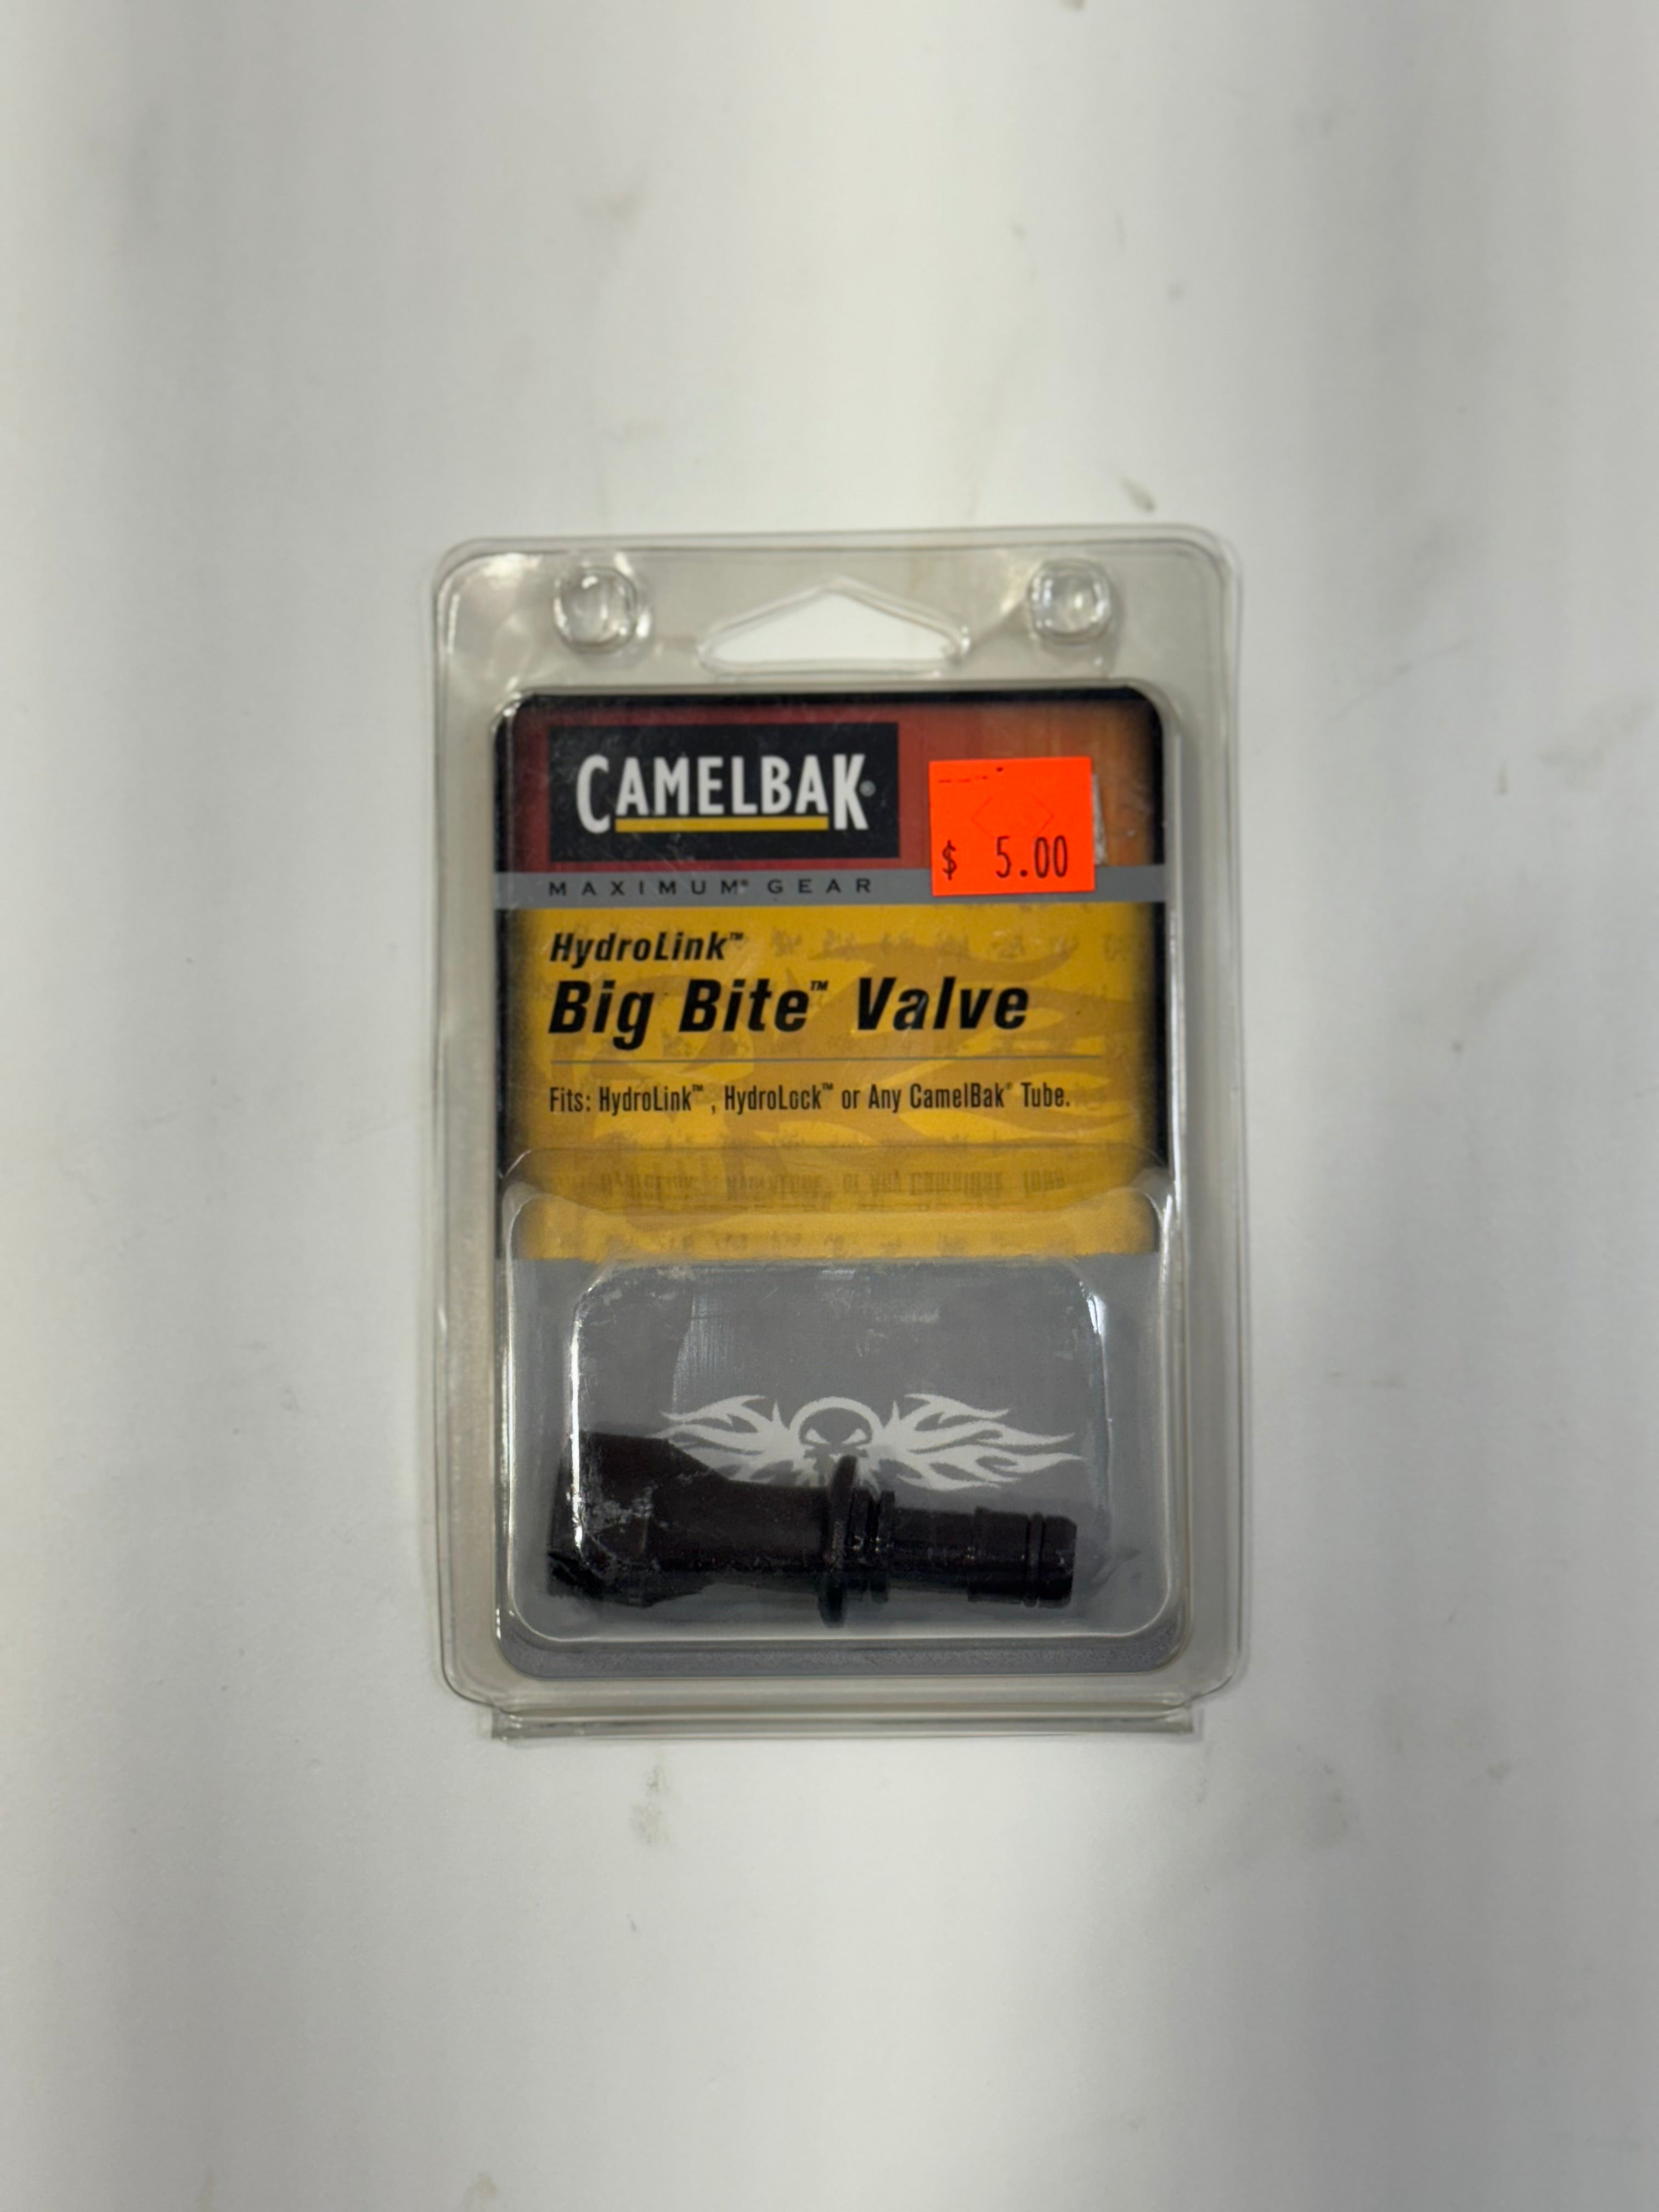 CAMELBAK®
$ 5.00
MAXIMUM® GEAR
HydroLink™
Big Bite™ Valve
Fits: HydroLink™, HydroLock™ or Any CamelBak® Tube.